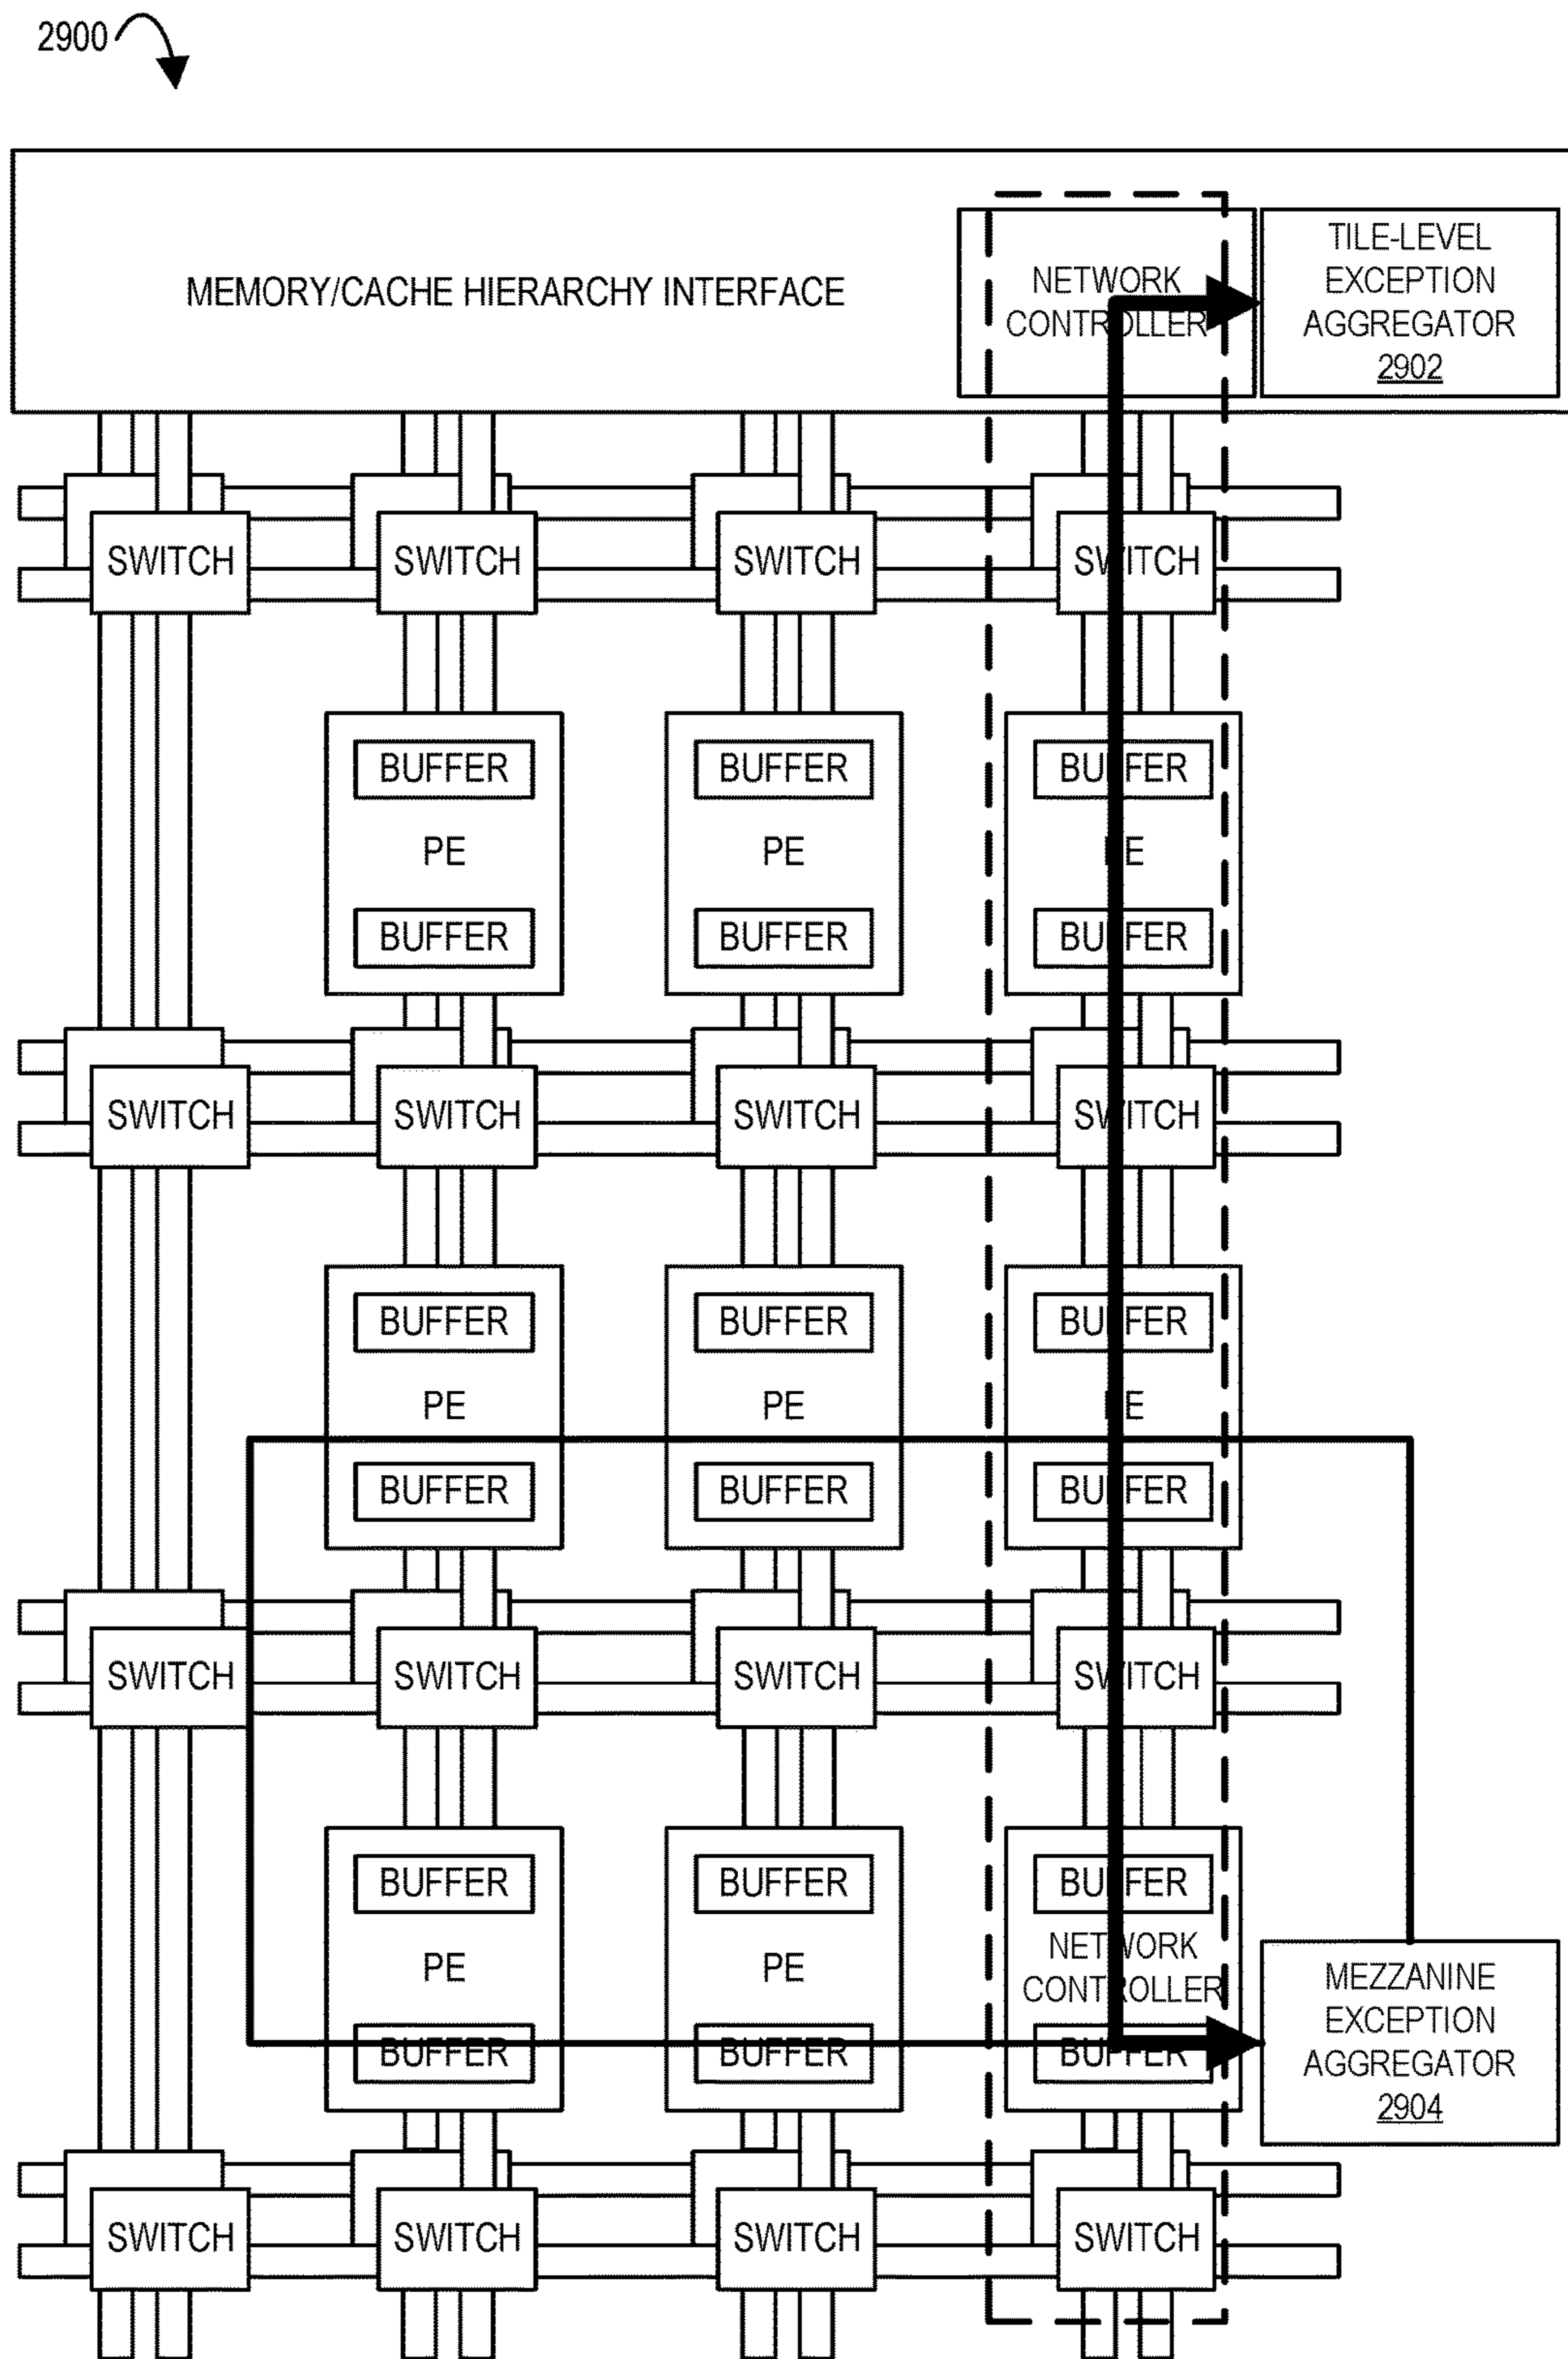 2900
MEMORY/CACHE HIERARCHY INTERFACE
NETWORK
CONTROLLER
TILE-LEVEL
EXCEPTION
AGGREGATOR
2902
SWITCH SWITCH SWITCH SWITCH
BUFFER BUFFER BUFFER
PE PE PE
BUFFER BUFFER BUFFER
SWITCH SWITCH SWITCH SWITCH
BUFFER BUFFER BUFFER
PE PE PE
BUFFER BUFFER BUFFER
SWITCH SWITCH SWITCH SWITCH
BUFFER BUFFER BUFFER
PE PE NETWORK
CONTROLLER
BUFFER BUFFER BUFFER
MEZZANINE
EXCEPTION
AGGREGATOR
2904
SWITCH SWITCH SWITCH SWITCH